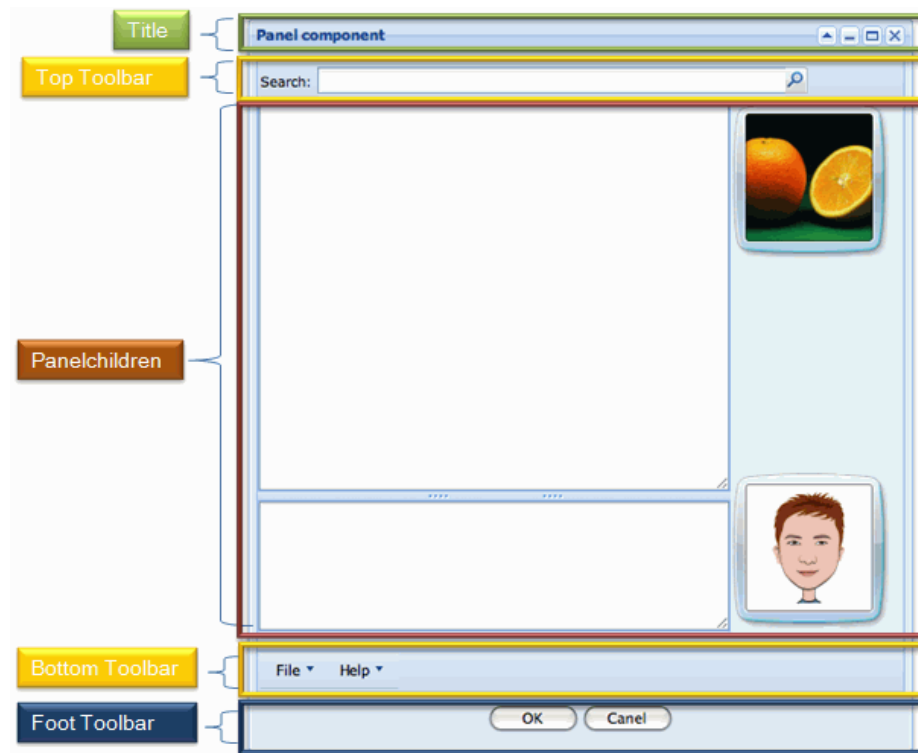 Title
Panel component
Top Toolbar
Search:
Panelchildren
Bottom Toolbar
File
Help
Foot Toolbar
OK
Canel